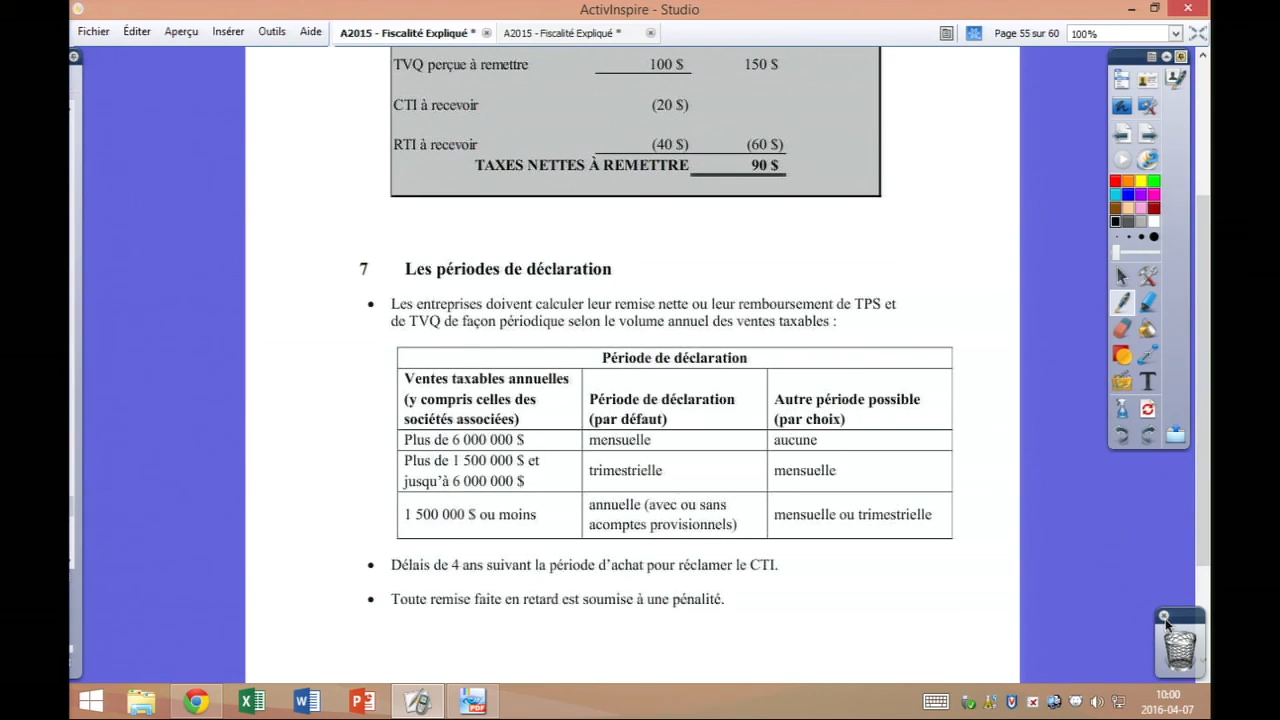 ActivInspire - Studio
Fichier Éditer Aperçu Insérer Outils Aide A2015 - Fiscalité Expliqué * A2015 - Fiscalité Expliqué * Page 55 sur 60 100%
TVQ perçue à remettre 100 $ 150 $
CTI à recevoir (20 $)
RTI à recevoir (40 $) (60 $)
TAXES NETTES À REMETTRE 90 $
7 Les périodes de déclaration
• Les entreprises doivent calculer leur remise nette ou leur remboursement de TPS et
de TVQ de façon périodique selon le volume annuel des ventes taxables :
Période de déclaration
Ventes taxables annuelles
(y compris celles des
sociétés associées)
Période de déclaration
(par défaut)
Autre période possible
(par choix)
Plus de 6 000 000 $ mensuelle aucune
Plus de 1 500 000 $ et
jusqu'à 6 000 000 $
trimestrielle mensuelle
1 500 000 $ ou moins
annuelle (avec ou sans
acomptes provisionnels)
mensuelle ou trimestrielle
• Délais de 4 ans suivant la période d'achat pour réclamer le CTI.
• Toute remise faite en retard est soumise à une pénalité.
10:00
2016-04-07